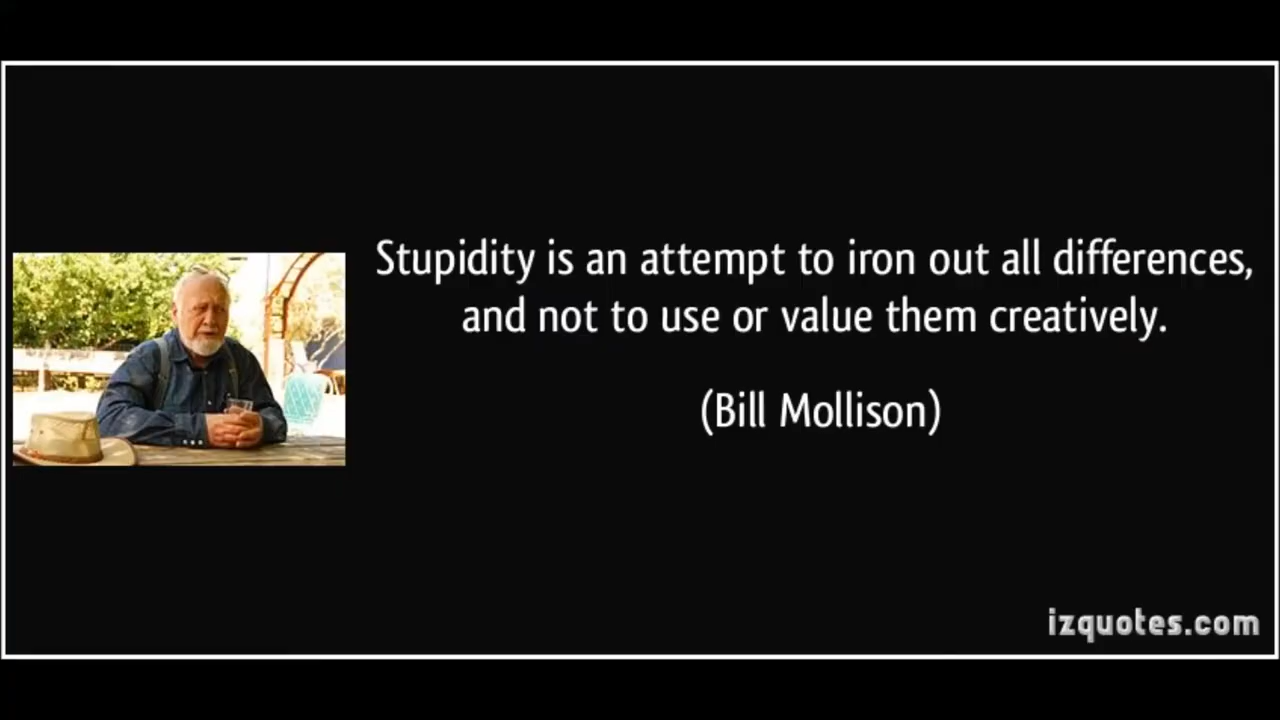 Stupidity is an attempt to iron out all differences,
and not to use or value them creatively.
(Bill Mollison)
izquotes.com